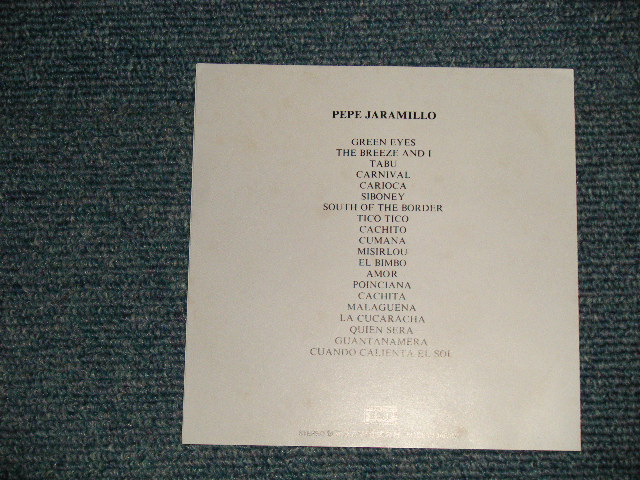 PEPE JARAMILLO
GREEN EYES
THE BREEZE AND I
TABU
CARNIVAL
CARIOCA
SIBONEY
SOUTH OF THE BORDER
TICO TICO
CACHITO
CUMANA
MISIRLOU
EL BIMBO
AMOR
POINCIANA
CACHITA
MALAGUENA
LA CUCARACHA
QUIEN SERA
GUANTANAMERA
CUANDO CALIENTA EL SOL